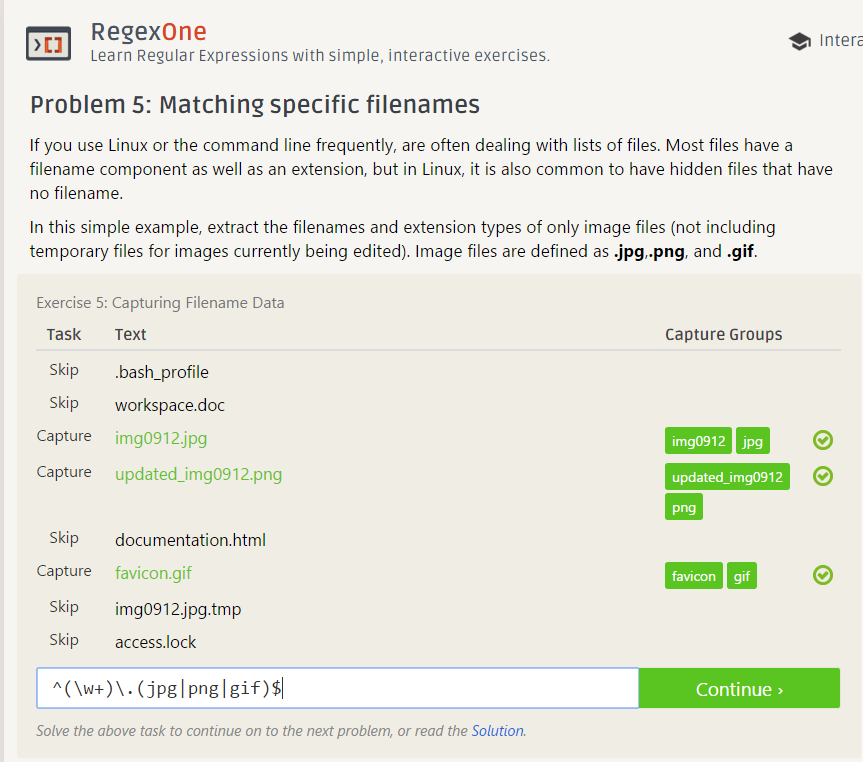 RegexOne
Learn Regular Expressions with simple, interactive exercises.
Intera
Problem 5: Matching specific filenames
If you use Linux or the command line frequently, are often dealing with lists of files. Most files have a
filename component as well as an extension, but in Linux, it is also common to have hidden files that have
no filename.
In this simple example, extract the filenames and extension types of only image files (not including
temporary files for images currently being edited). Image files are defined as .jpg,.png, and .gif.
Exercise 5: Capturing Filename Data
Task Text Capture Groups
Skip .bash_profile
Skip workspace.doc
Capture img0912.jpg img0912 jpg
Capture updated_img0912.png updated_img0912
png
Skip documentation.html
Capture favicon.gif favicon gif
Skip img0912.jpg.tmp
Skip access.lock
^(\w+)\.(jpg|png|gif)$ Continue ›
Solve the above task to continue on to the next problem, or read the Solution.